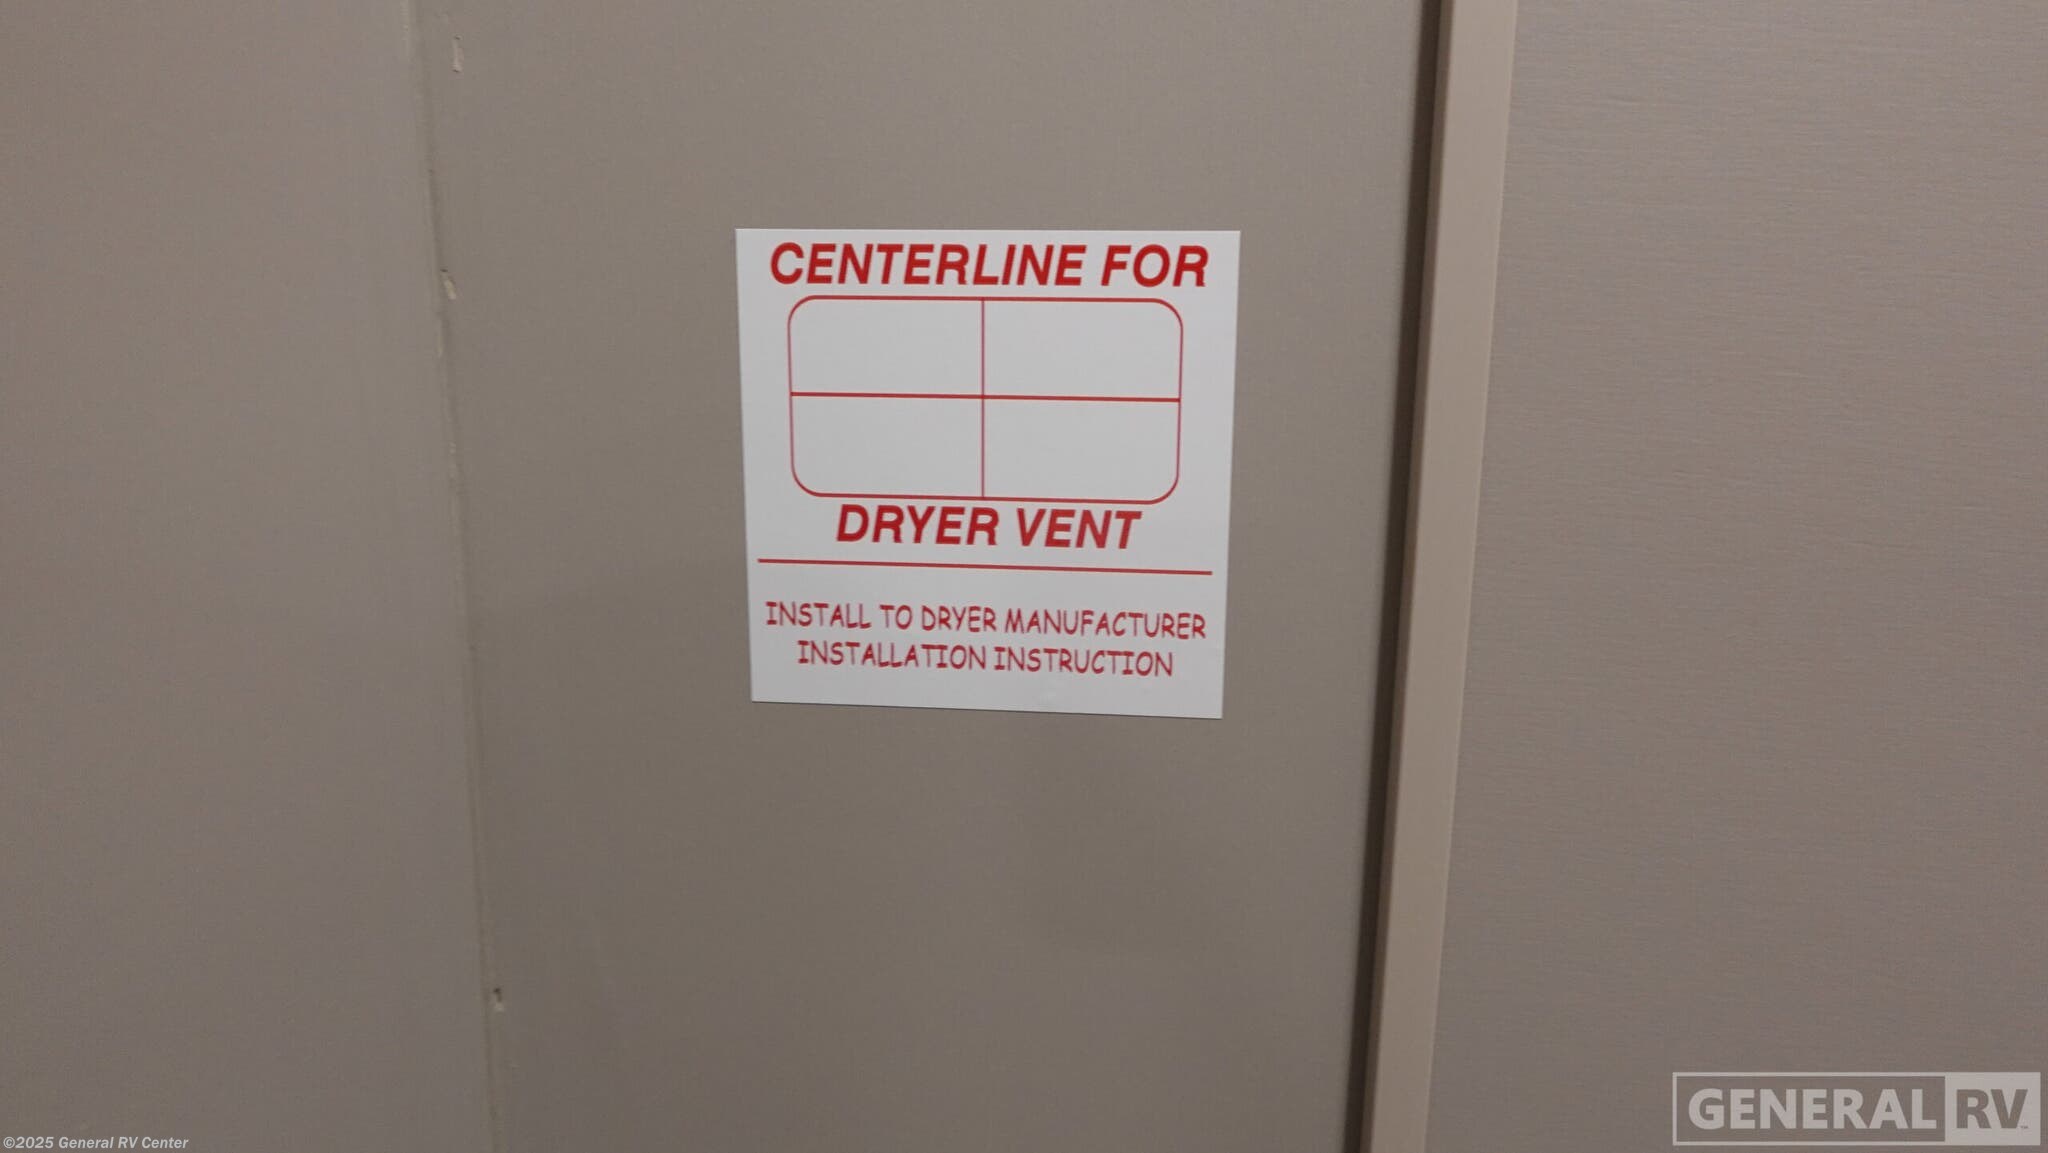 CENTERLINE FOR
DRYER VENT
INSTALL TO DRYER MANUFACTURER
INSTALLATION INSTRUCTION
GENERAL RV
©2025 General RV Center